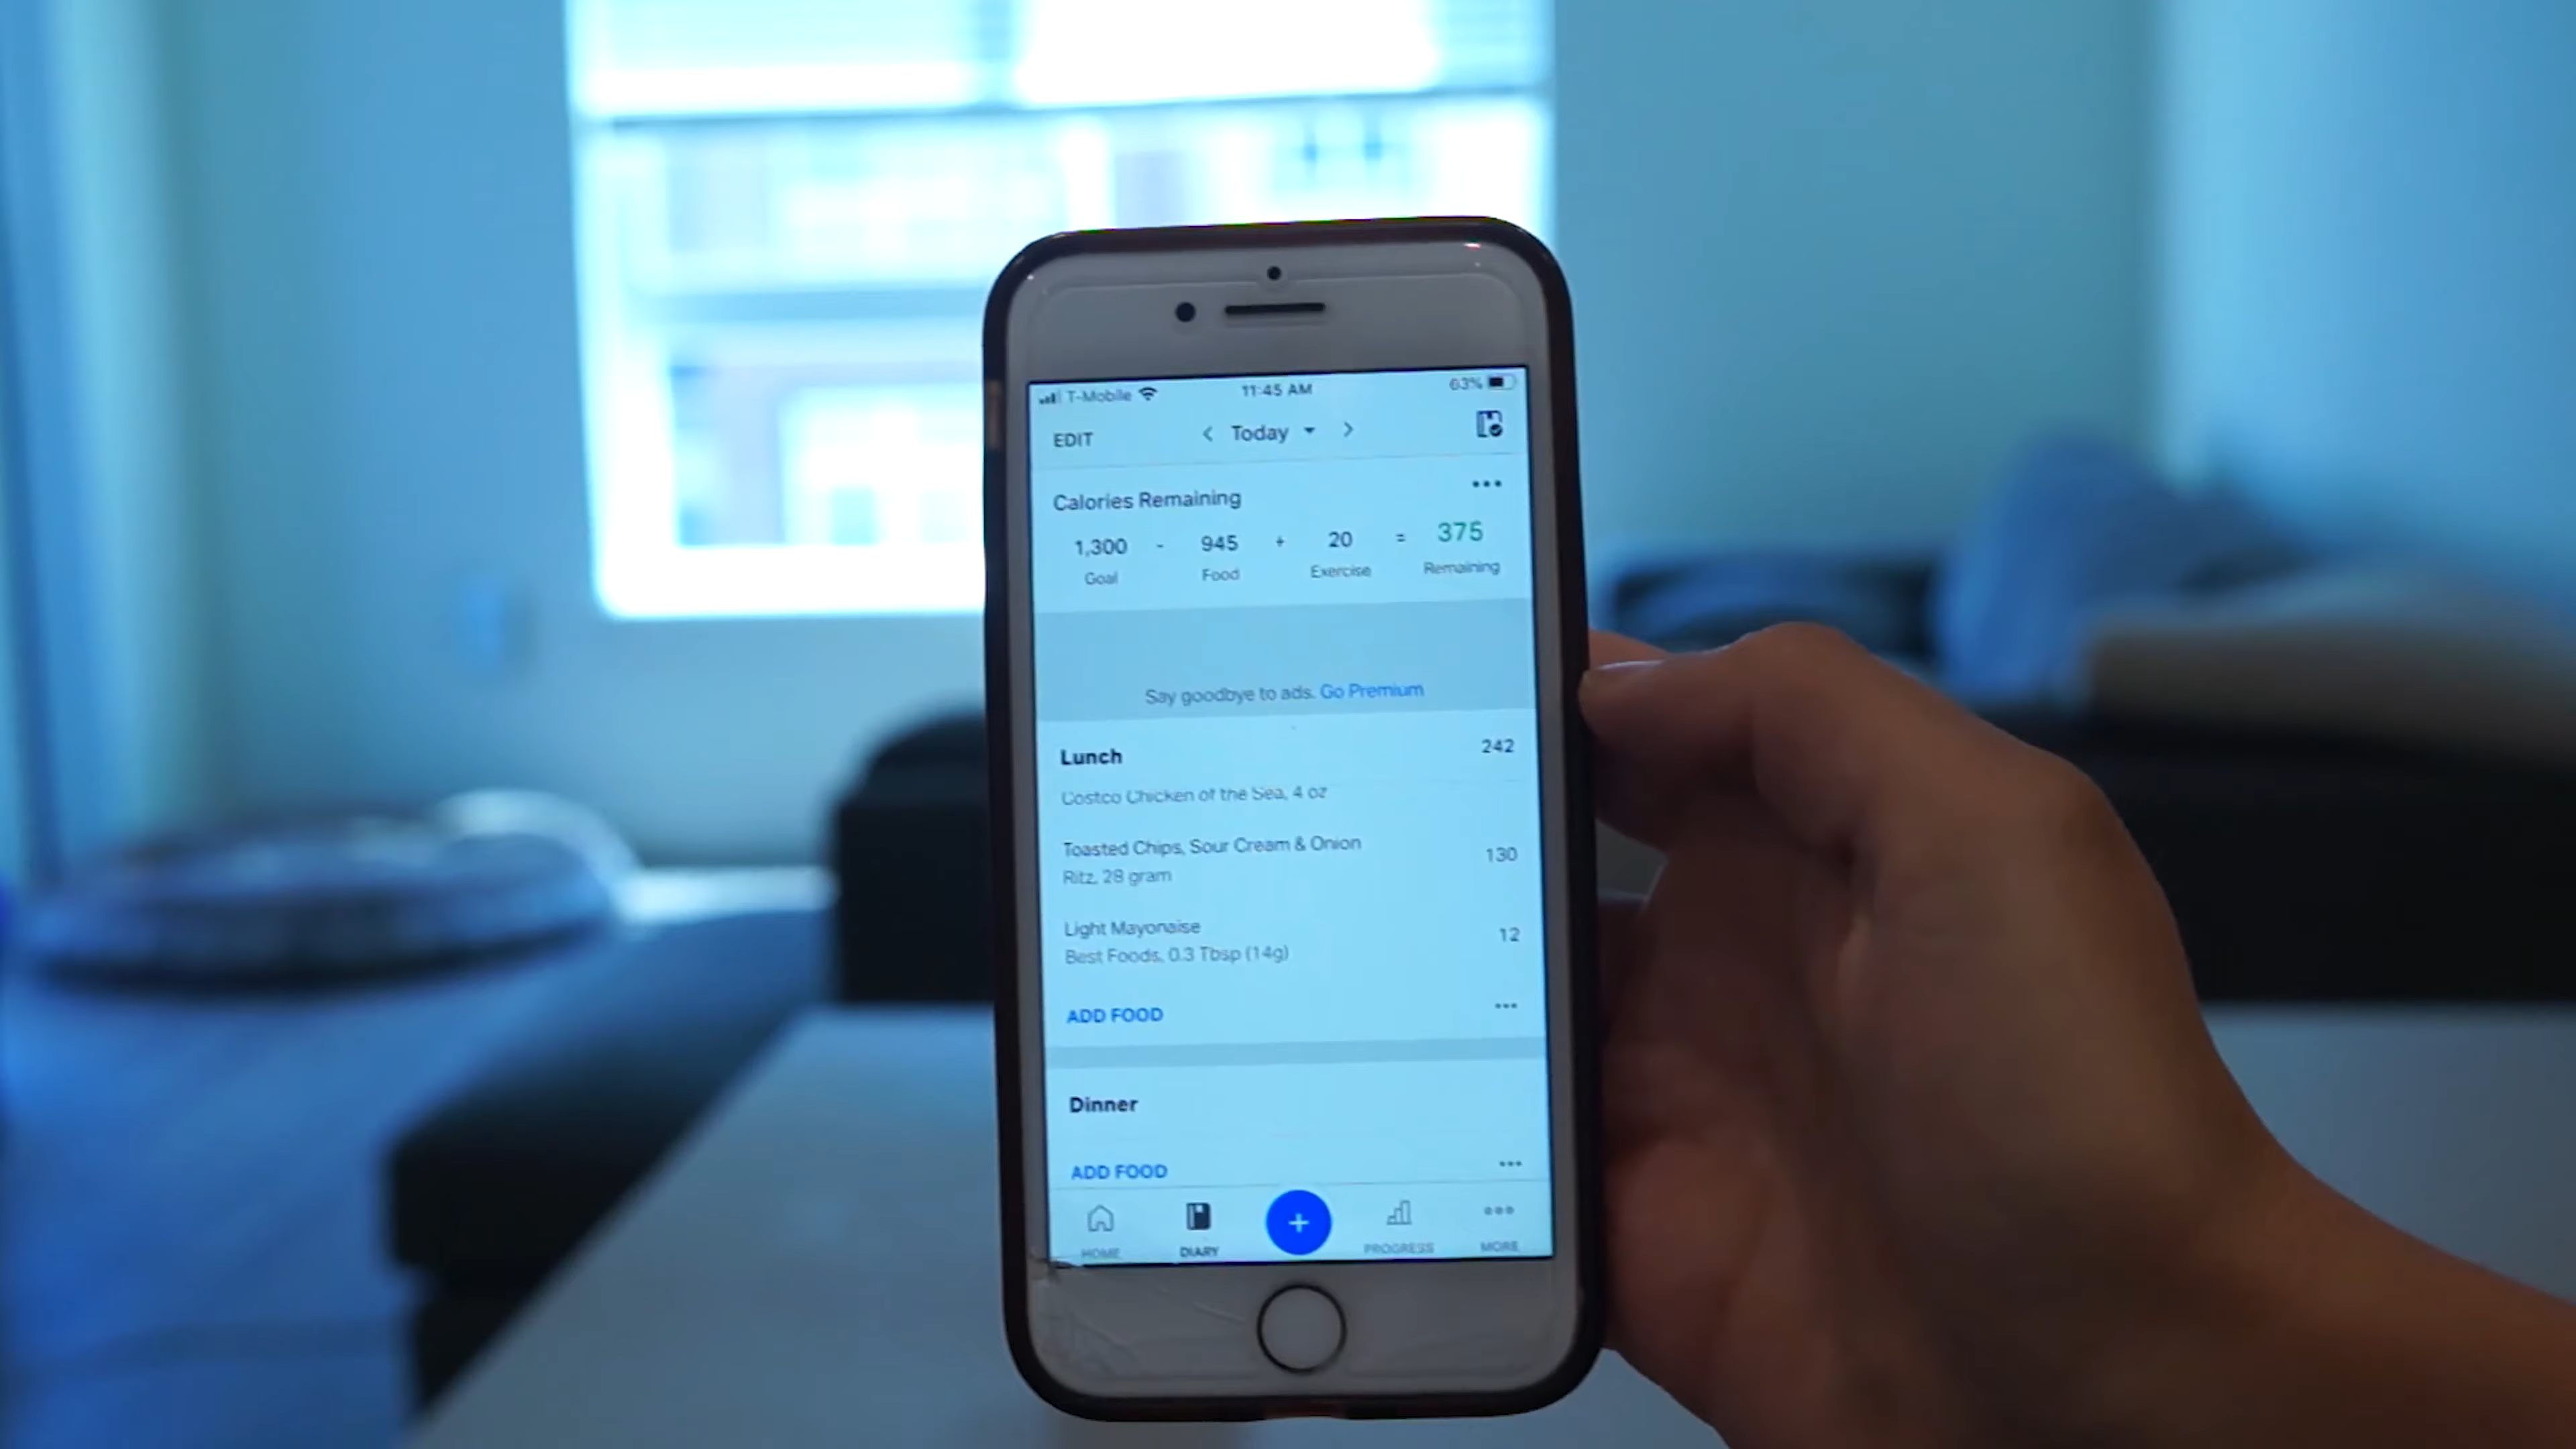 T-Mobile 11:45 AM 63%
EDIT < Today >
Calories Remaining
1,300 - 945 + 20 = 375
Goal Food Exercise Remaining
Say goodbye to ads. Go Premium
Lunch 242
Costco Chicken of the Sea, 4 oz
Toasted Chips, Sour Cream & Onion 130
Ritz, 28 gram
Light Mayonaise 12
Best Foods, 0.3 Tbsp (14g)
ADD FOOD
Dinner
ADD FOOD
HOME DIARY + PROGRESS MORE